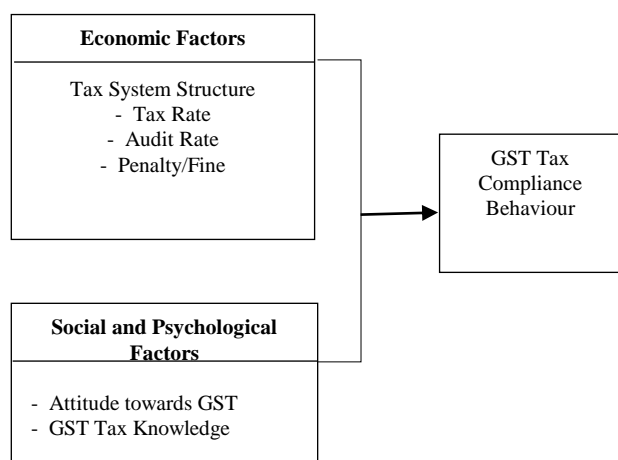 Economic Factors
Tax System Structure
- Tax Rate
- Audit Rate
- Penalty/Fine
GST Tax
Compliance
Behaviour
Social and Psychological
Factors
- Attitude towards GST
- GST Tax Knowledge